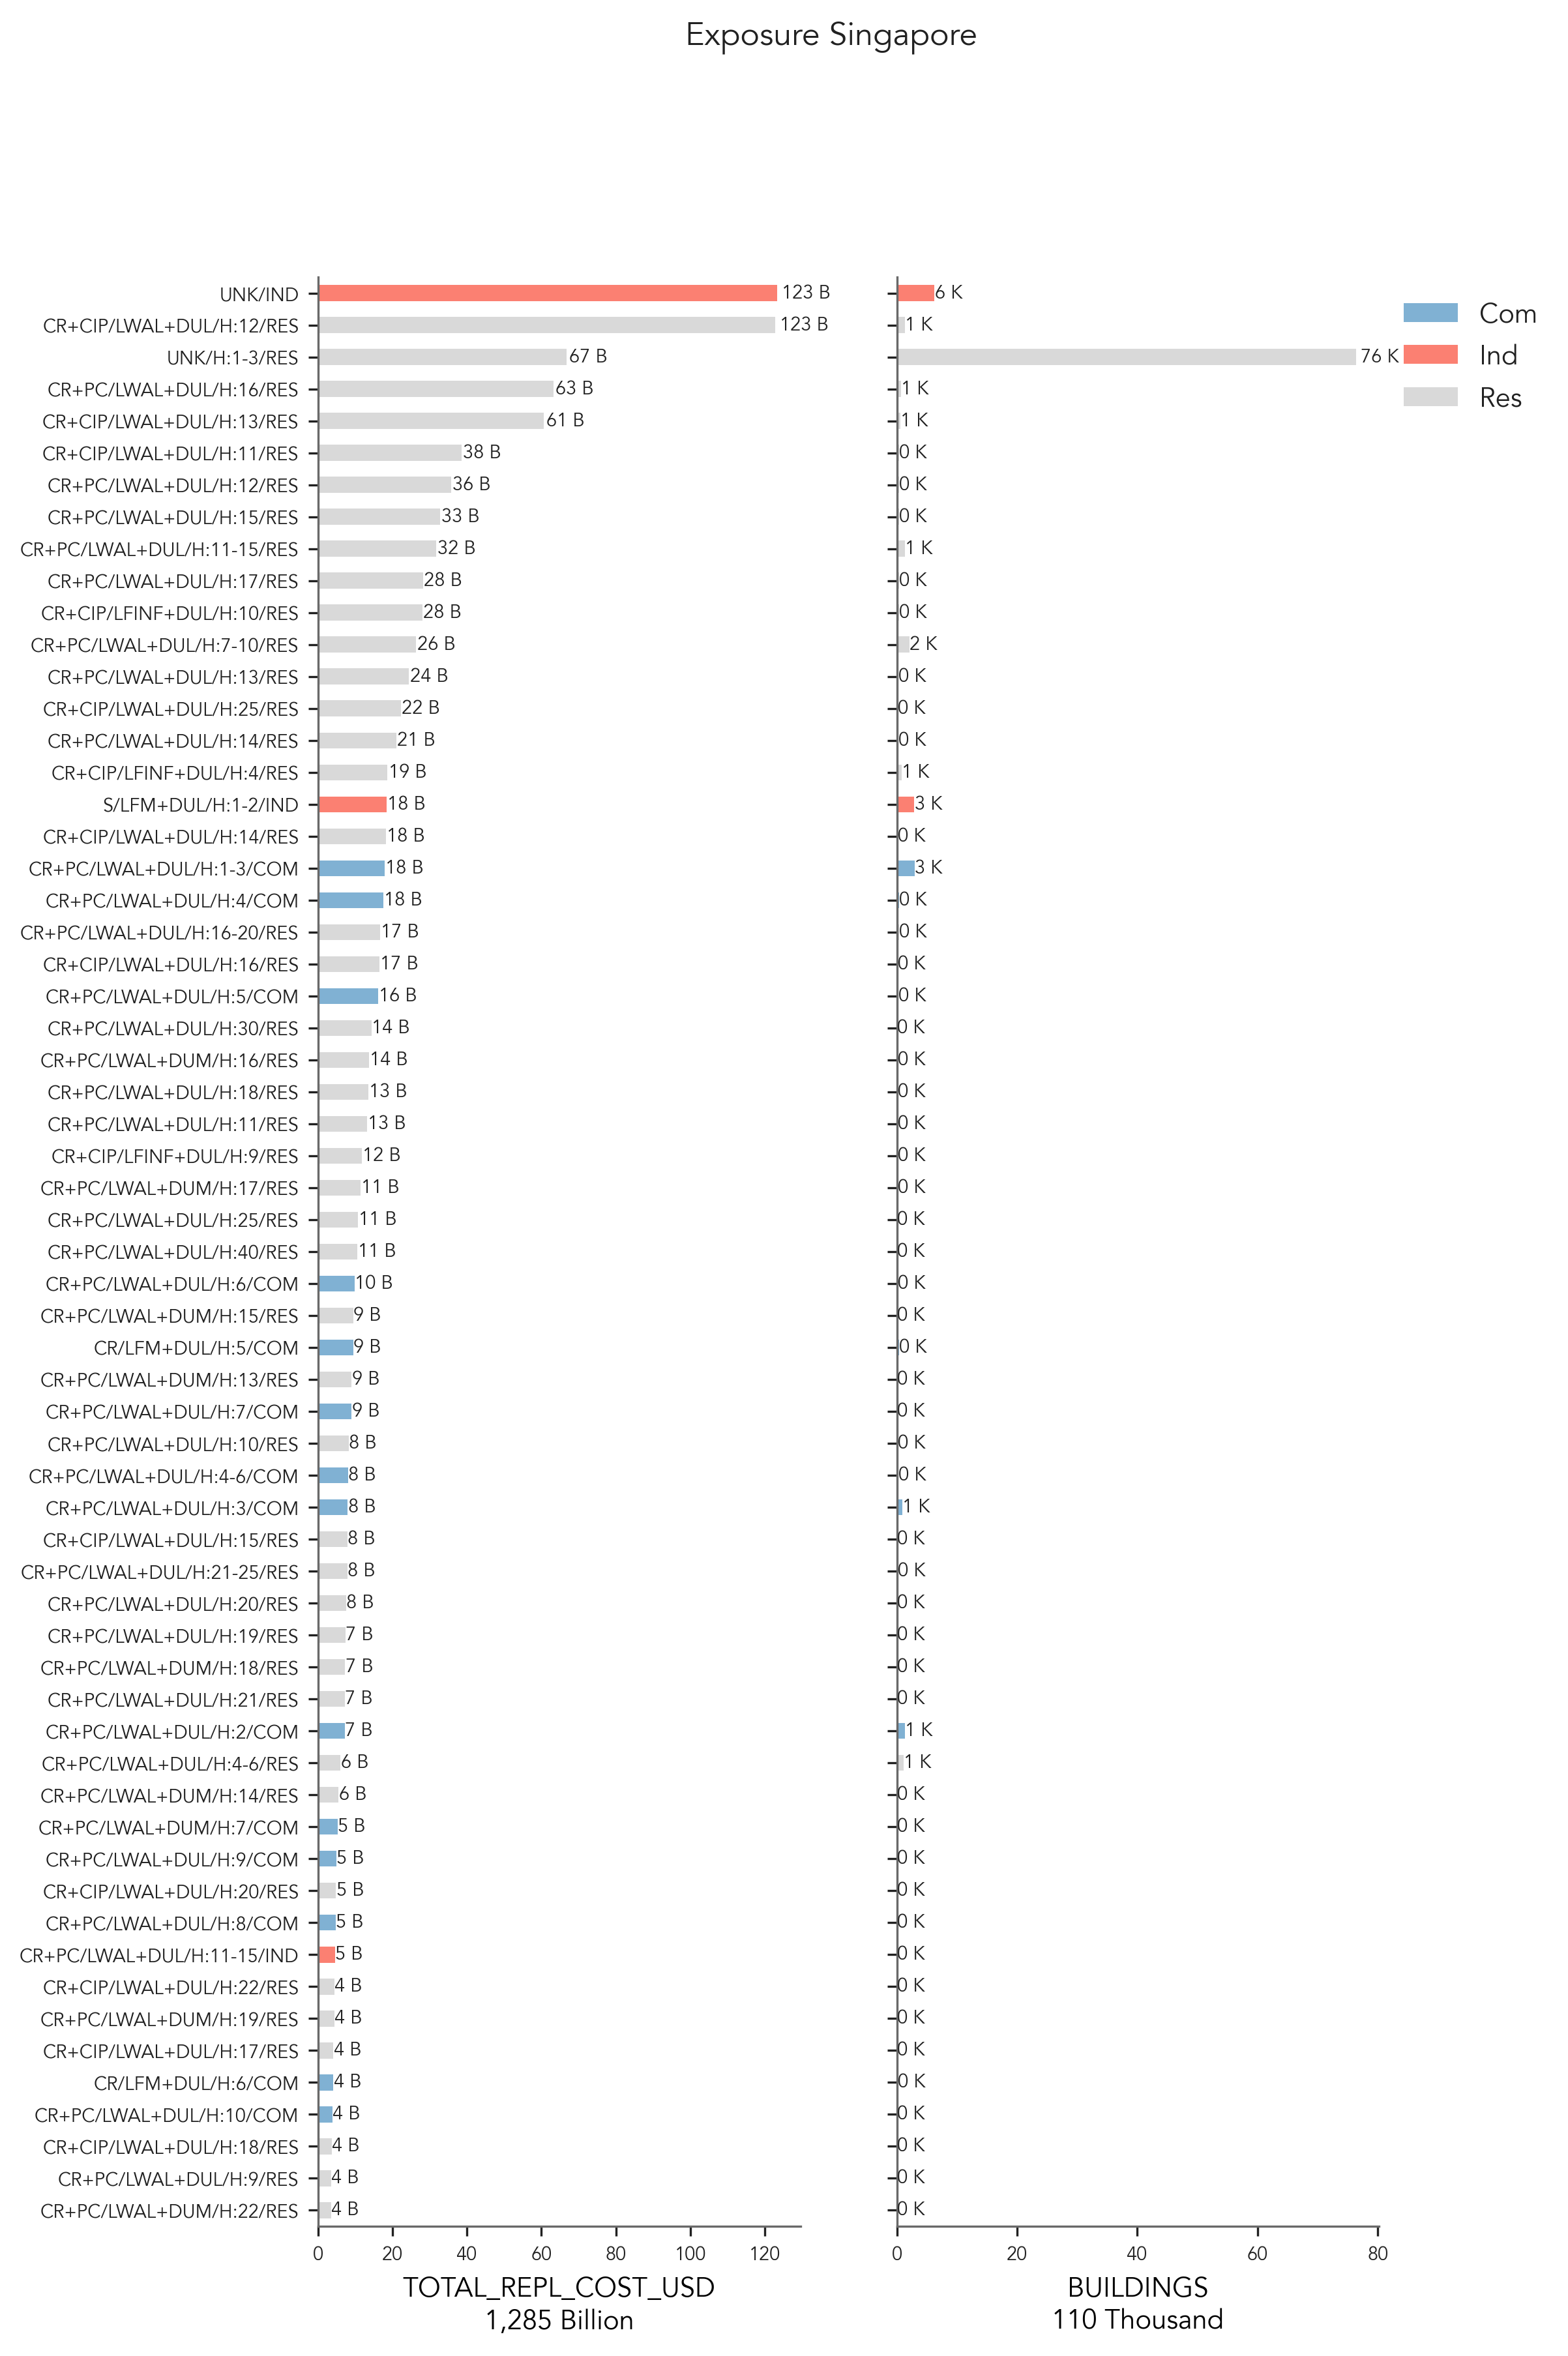 Exposure Singapore
UNK/IND 123 B 6 K
CR+CIP/LWAL+DUL/H:12/RES 123 B 1 K
UNK/H:1-3/RES 67 B 76 K
CR+PC/LWAL+DUL/H:16/RES 63 B 1 K
CR+CIP/LWAL+DUL/H:13/RES 61 B 1 K
CR+CIP/LWAL+DUL/H:11/RES 38 B 0 K
CR+PC/LWAL+DUL/H:12/RES 36 B 0 K
CR+PC/LWAL+DUL/H:15/RES 33 B 0 K
CR+PC/LWAL+DUL/H:11-15/RES 32 B 1 K
CR+PC/LWAL+DUL/H:17/RES 28 B 0 K
CR+CIP/LFINF+DUL/H:10/RES 28 B 0 K
CR+PC/LWAL+DUL/H:7-10/RES 26 B 2 K
CR+PC/LWAL+DUL/H:13/RES 24 B 0 K
CR+CIP/LWAL+DUL/H:25/RES 22 B 0 K
CR+PC/LWAL+DUL/H:14/RES 21 B 0 K
CR+CIP/LFINF+DUL/H:4/RES 19 B 1 K
S/LFM+DUL/H:1-2/IND 18 B 3 K
CR+CIP/LWAL+DUL/H:14/RES 18 B 0 K
CR+PC/LWAL+DUL/H:1-3/COM 18 B 3 K
CR+PC/LWAL+DUL/H:4/COM 18 B 0 K
CR+PC/LWAL+DUL/H:16-20/RES 17 B 0 K
CR+CIP/LWAL+DUL/H:16/RES 17 B 0 K
CR+PC/LWAL+DUL/H:5/COM 16 B 0 K
CR+PC/LWAL+DUL/H:30/RES 14 B 0 K
CR+PC/LWAL+DUM/H:16/RES 14 B 0 K
CR+PC/LWAL+DUL/H:18/RES 13 B 0 K
CR+PC/LWAL+DUL/H:11/RES 13 B 0 K
CR+CIP/LFINF+DUL/H:9/RES 12 B 0 K
CR+PC/LWAL+DUM/H:17/RES 11 B 0 K
CR+PC/LWAL+DUL/H:25/RES 11 B 0 K
CR+PC/LWAL+DUL/H:40/RES 11 B 0 K
CR+PC/LWAL+DUL/H:6/COM 10 B 0 K
CR+PC/LWAL+DUM/H:15/RES 9 B 0 K
CR/LFM+DUL/H:5/COM 9 B 0 K
CR+PC/LWAL+DUM/H:13/RES 9 B 0 K
CR+PC/LWAL+DUL/H:7/COM 9 B 0 K
CR+PC/LWAL+DUL/H:10/RES 8 B 0 K
CR+PC/LWAL+DUL/H:4-6/COM 8 B 0 K
CR+PC/LWAL+DUL/H:3/COM 8 B 1 K
CR+CIP/LWAL+DUL/H:15/RES 8 B 0 K
CR+PC/LWAL+DUL/H:21-25/RES 8 B 0 K
CR+PC/LWAL+DUL/H:20/RES 8 B 0 K
CR+PC/LWAL+DUL/H:19/RES 7 B 0 K
CR+PC/LWAL+DUM/H:18/RES 7 B 0 K
CR+PC/LWAL+DUL/H:21/RES 7 B 0 K
CR+PC/LWAL+DUL/H:2/COM 7 B 1 K
CR+PC/LWAL+DUL/H:4-6/RES 6 B 1 K
CR+PC/LWAL+DUM/H:14/RES 6 B 0 K
CR+PC/LWAL+DUM/H:7/COM 5 B 0 K
CR+PC/LWAL+DUL/H:9/COM 5 B 0 K
CR+CIP/LWAL+DUL/H:20/RES 5 B 0 K
CR+PC/LWAL+DUL/H:8/COM 5 B 0 K
CR+PC/LWAL+DUL/H:11-15/IND 5 B 0 K
CR+CIP/LWAL+DUL/H:22/RES 4 B 0 K
CR+PC/LWAL+DUM/H:19/RES 4 B 0 K
CR+CIP/LWAL+DUL/H:17/RES 4 B 0 K
CR/LFM+DUL/H:6/COM 4 B 0 K
CR+PC/LWAL+DUL/H:10/COM 4 B 0 K
CR+CIP/LWAL+DUL/H:18/RES 4 B 0 K
CR+PC/LWAL+DUL/H:9/RES 4 B 0 K
CR+PC/LWAL+DUM/H:22/RES 4 B 0 K
0 20 40 60 80 100 120
TOTAL_REPL_COST_USD
1,285 Billion
0 20 40 60 80
BUILDINGS
110 Thousand
Com
Ind
Res